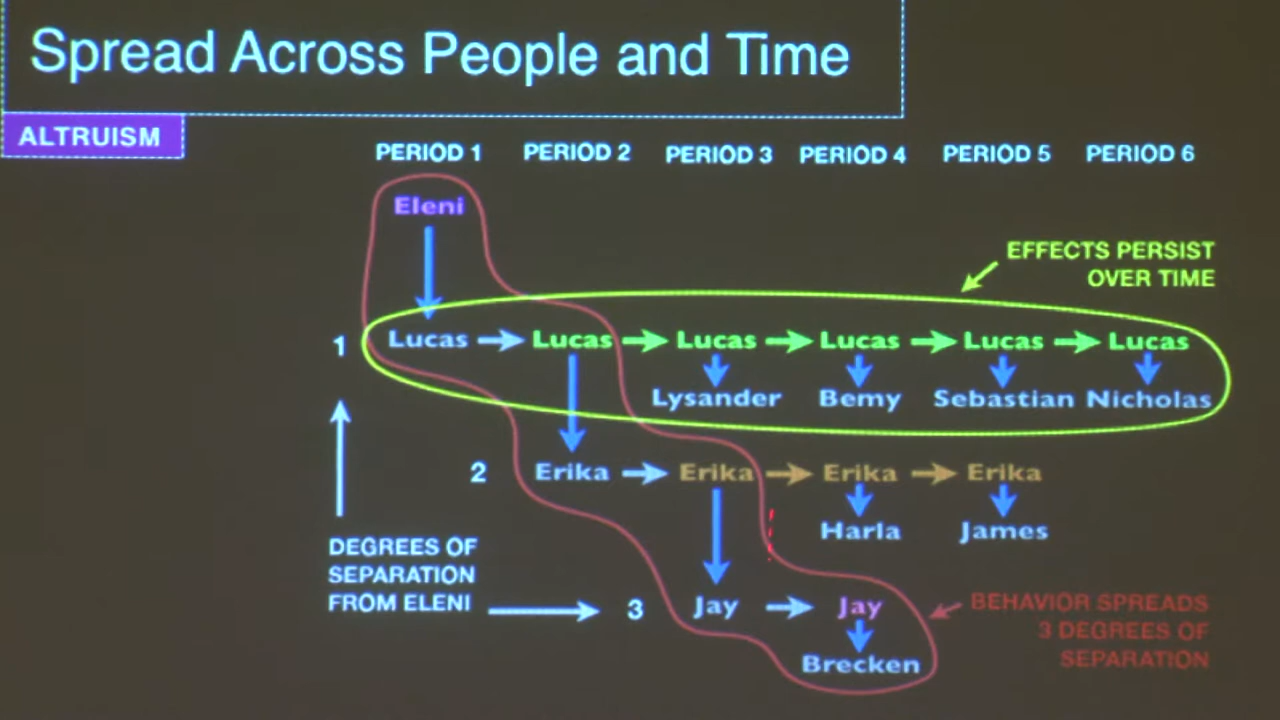 Spread Across People and Time
ALTRUISM
PERIOD 1 PERIOD 2 PERIOD 3 PERIOD 4 PERIOD 5 PERIOD 6
Eleni
EFFECTS PERSIST
OVER TIME
1 Lucas Lucas Lucas Lucas Lucas Lucas
Lysander Bemy Sebastian Nicholas
2 Erika Erika Erika Erika
Harla James
DEGREES OF
SEPARATION
FROM ELENI
3 Jay Jay
BEHAVIOR SPREADS
3 DEGREES OF
SEPARATION
Brecken